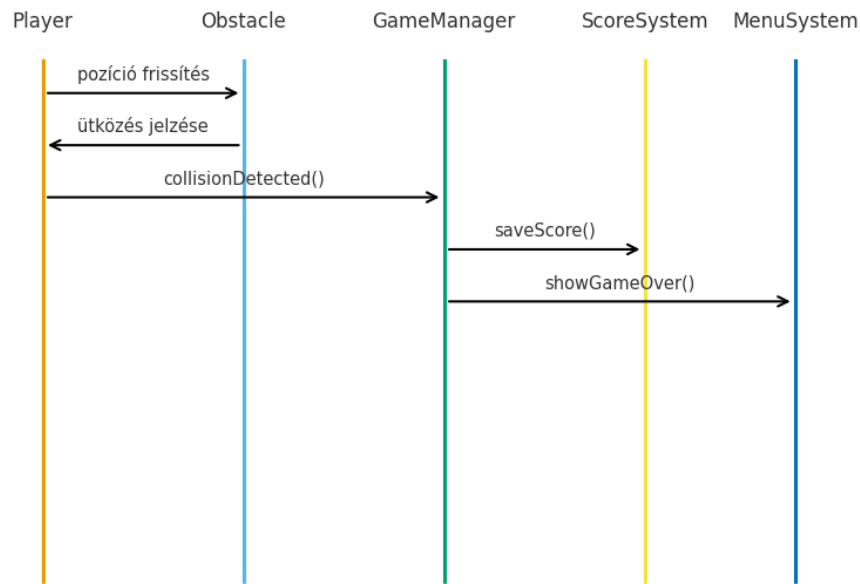 Player
Obstacle
GameManager
ScoreSystem
MenuSystem
pozíció frissítés
ütközés jelzése
collisionDetected()
saveScore()
showGameOver()